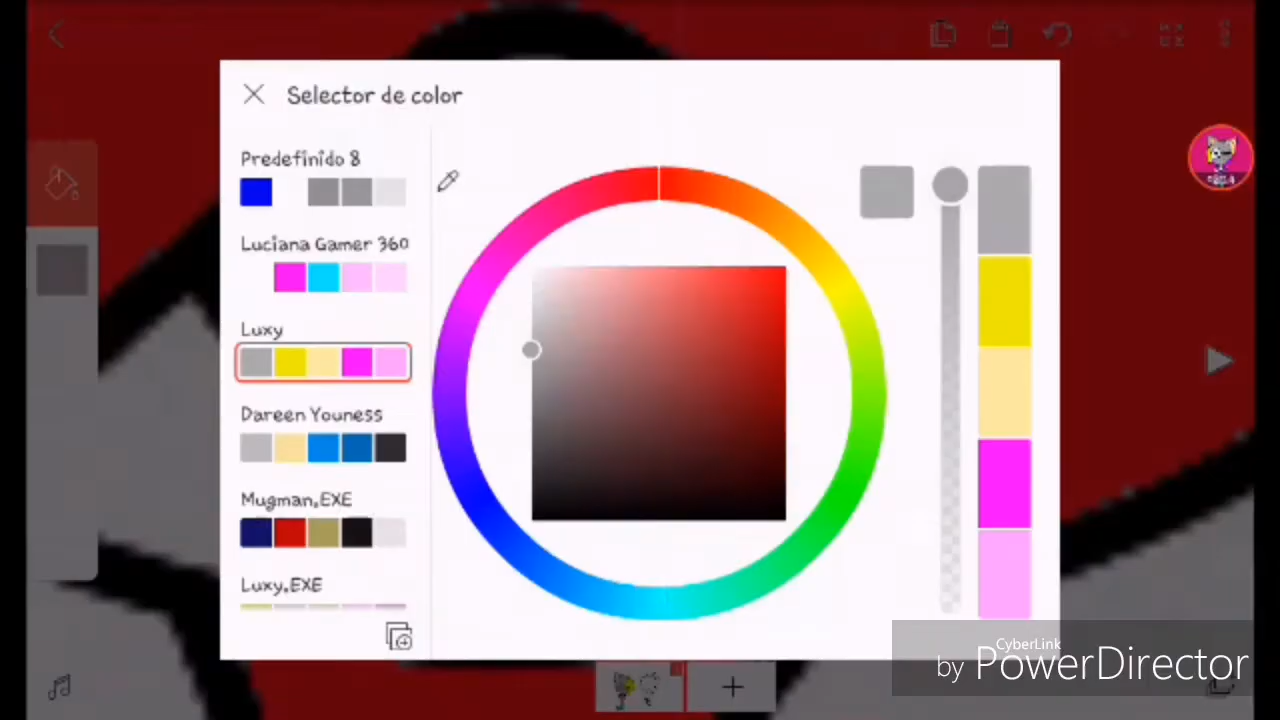 Selector de color
Predefinido 8
Luciana Gamer 360
Luxy
Dareen Youness
Mugman.EXE
Luxy.EXE
CyberLink
by PowerDirector